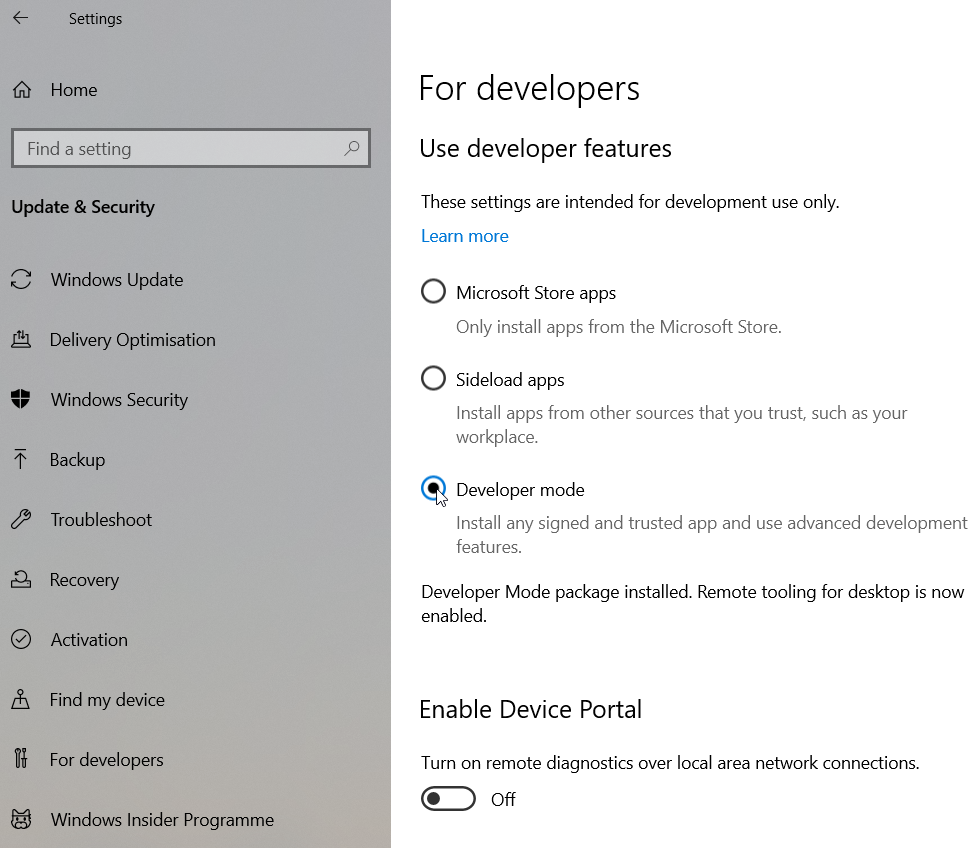 Settings
Home
Find a setting
Update & Security
Windows Update
Delivery Optimisation
Windows Security
Backup
Troubleshoot
Recovery
Activation
Find my device
For developers
Windows Insider Programme
For developers
Use developer features
These settings are intended for development use only.
Learn more
Microsoft Store apps
Only install apps from the Microsoft Store.
Sideload apps
Install apps from other sources that you trust, such as your
workplace.
Developer mode
Install any signed and trusted app and use advanced development
features.
Developer Mode package installed. Remote tooling for desktop is now
enabled.
Enable Device Portal
Turn on remote diagnostics over local area network connections.
Off